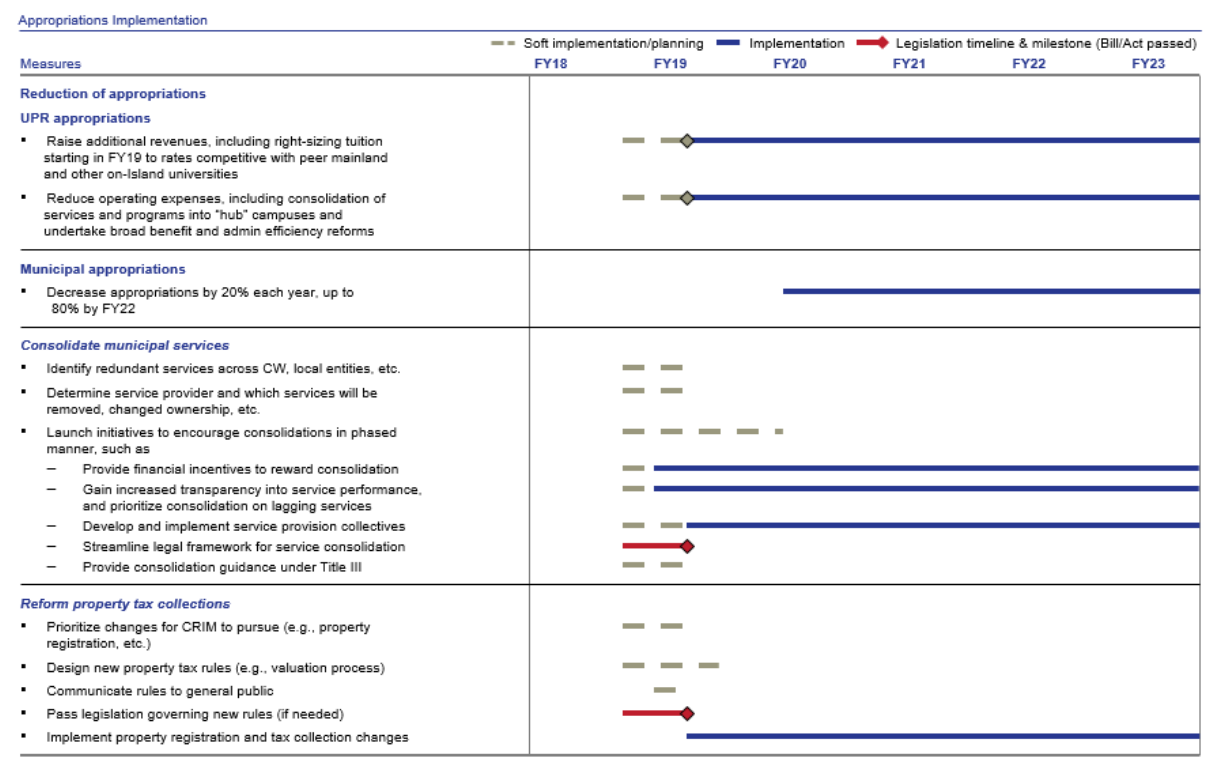 Appropriations Implementation
Soft implementation/planning Implementation Legislation timeline & milestone (Bill/Act passed)
Measures FY18 FY19 FY20 FY21 FY22 FY23
Reduction of appropriations
UPR appropriations
▪ Raise additional revenues, including right-sizing tuition
starting in FY19 to rates competitive with peer mainland
and other on-Island universities
▪ Reduce operating expenses, including consolidation of
services and programs into "hub" campuses and
undertake broad benefit and admin efficiency reforms
Municipal appropriations
▪ Decrease appropriations by 20% each year, up to
80% by FY22
Consolidate municipal services
▪ Identify redundant services across CW, local entities, etc.
▪ Determine service provider and which services will be
removed, changed ownership, etc.
▪ Launch initiatives to encourage consolidations in phased
manner, such as
– Provide financial incentives to reward consolidation
– Gain increased transparency into service performance,
and prioritize consolidation on lagging services
– Develop and implement service provision collectives
– Streamline legal framework for service consolidation
– Provide consolidation guidance under Title III
Reform property tax collections
▪ Prioritize changes for CRIM to pursue (e.g., property
registration, etc.)
▪ Design new property tax rules (e.g., valuation process)
▪ Communicate rules to general public
▪ Pass legislation governing new rules (if needed)
▪ Implement property registration and tax collection changes